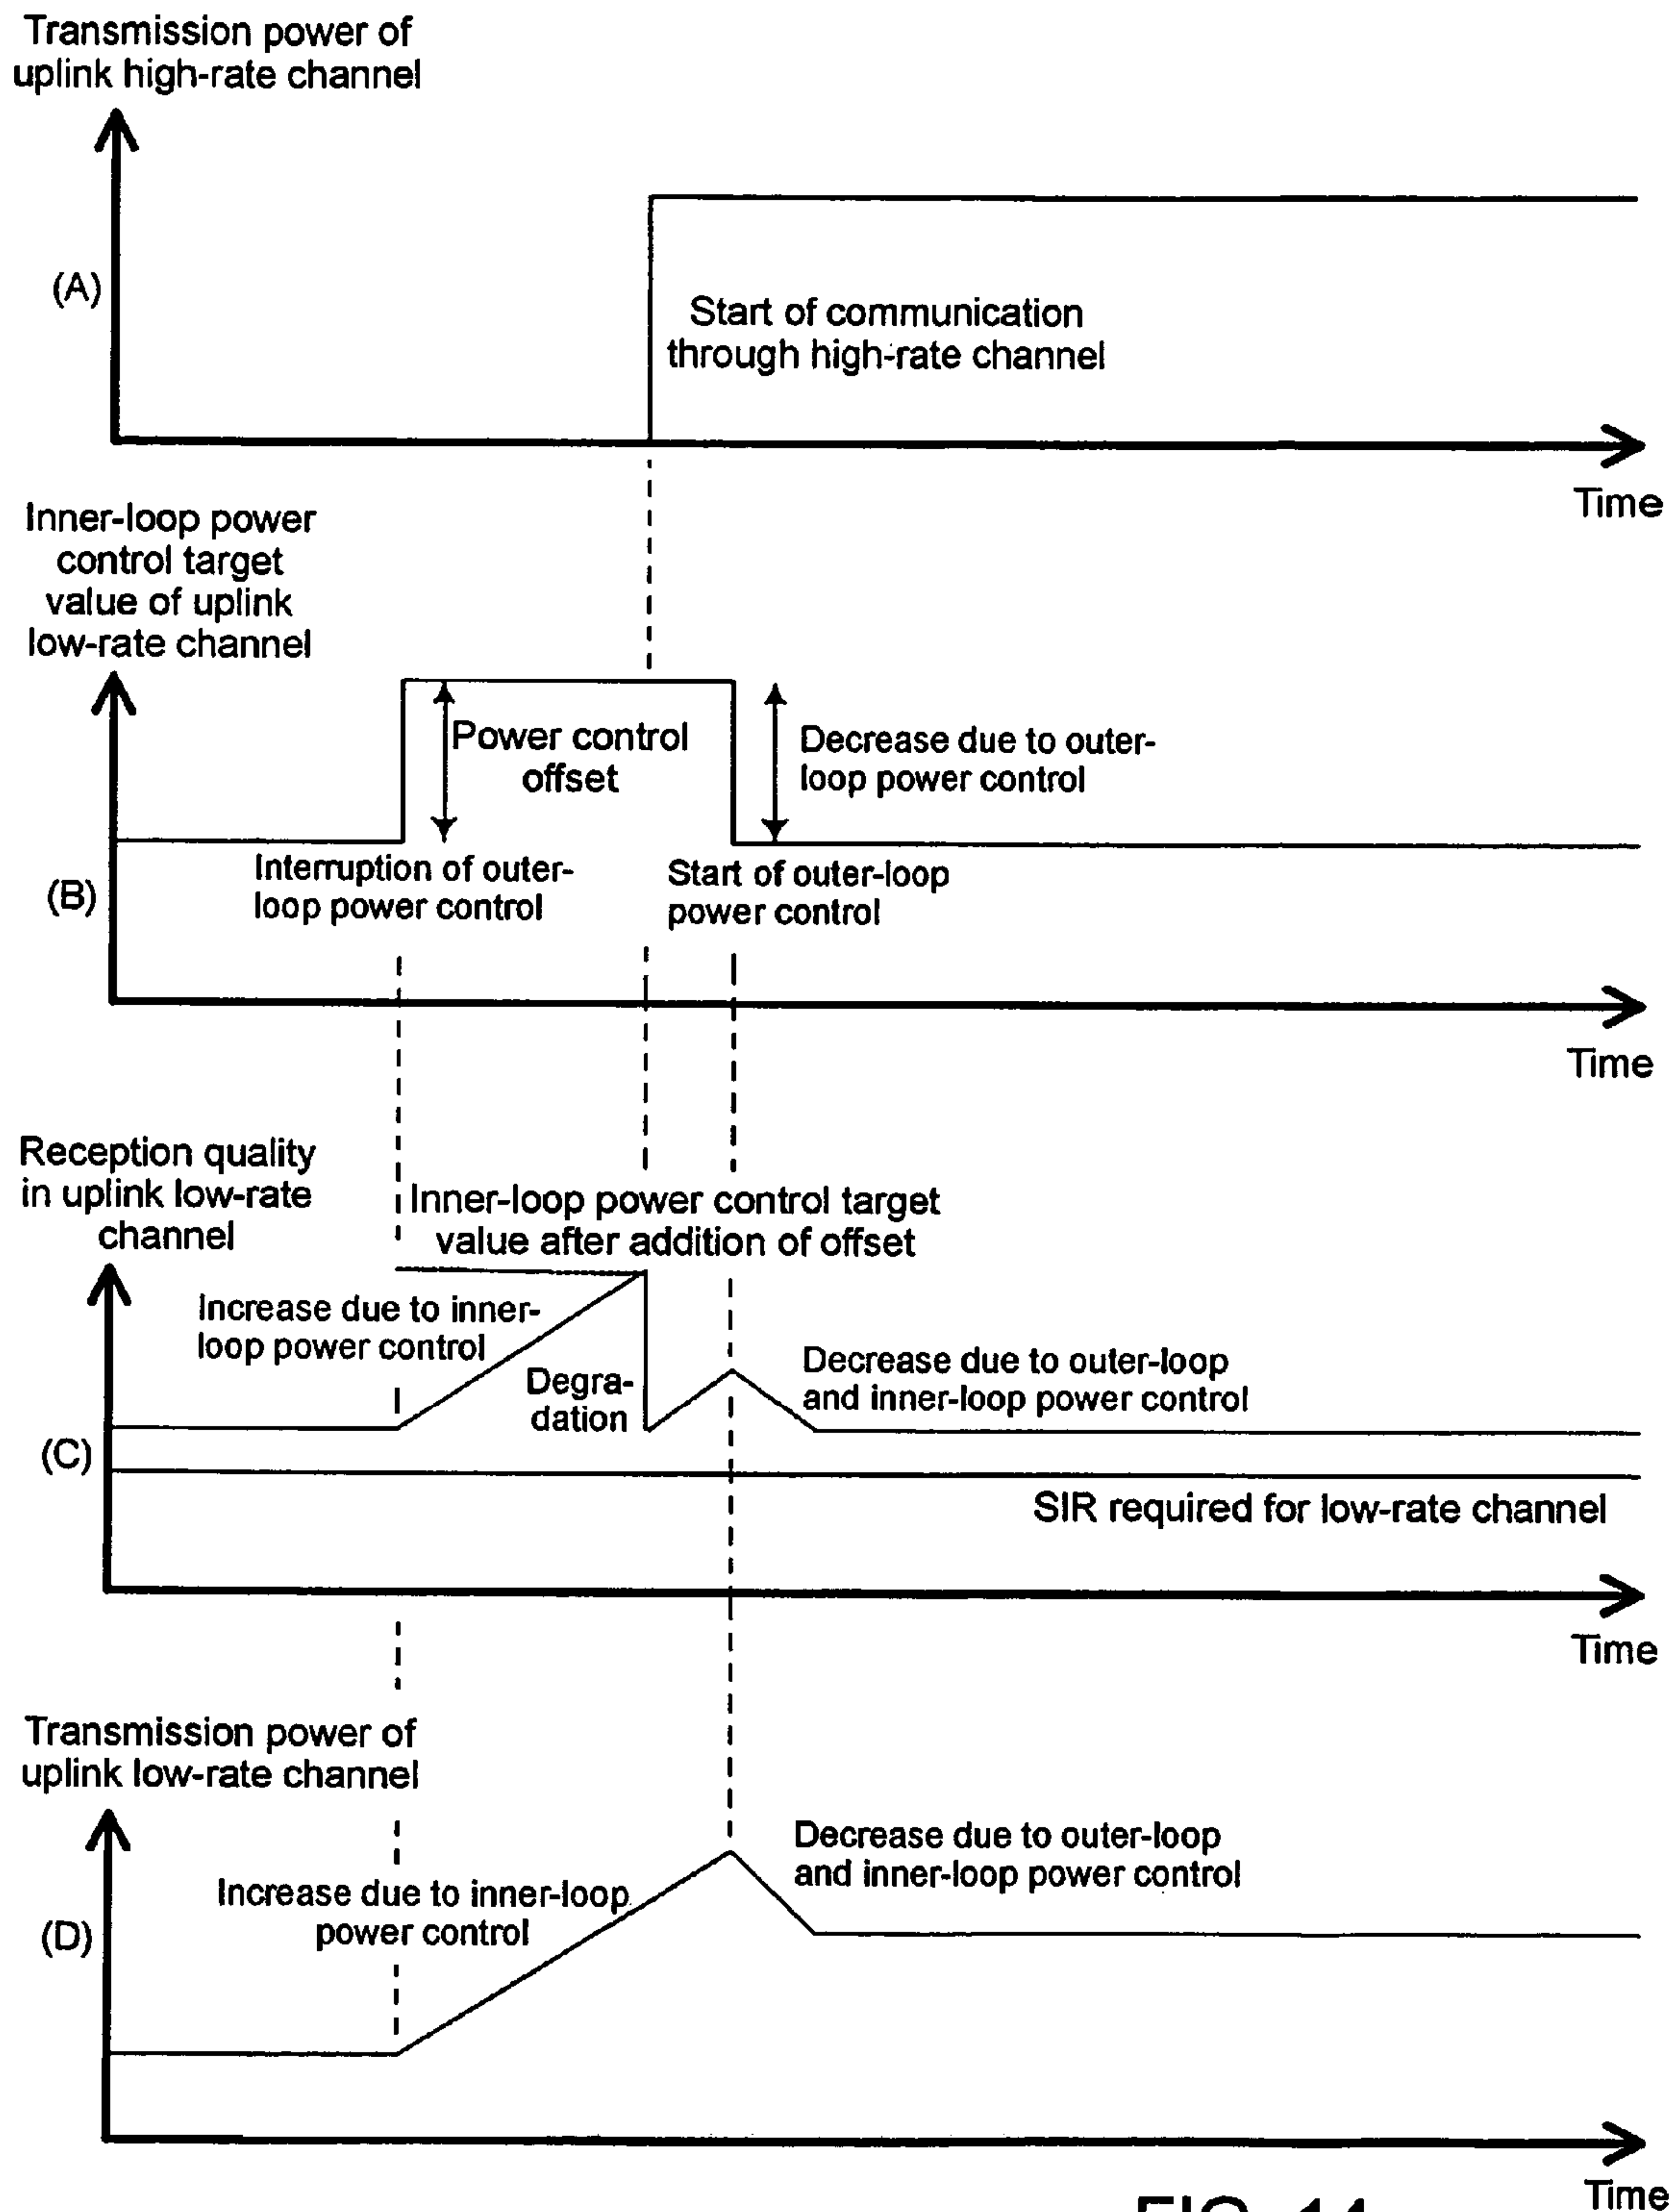 Transmission power of
uplink high-rate channel
(A)
Start of communication
through high-rate channel
Time
Inner-loop power
control target
value of uplink
low-rate channel
Power control
offset
Decrease due to outer-
loop power control
Interruption of outer-
loop power control
Start of outer-loop
power control
(B)
Time
Reception quality
in uplink low-rate
channel
Inner-loop power control target
value after addition of offset
Increase due to inner-
loop power control
Degra-
dation
Decrease due to outer-loop
and inner-loop power control
(C)
SIR required for low-rate channel
Time
Transmission power of
uplink low-rate channel
Decrease due to outer-loop
and inner-loop power control
Increase due to inner-loop
power control
(D)
Time